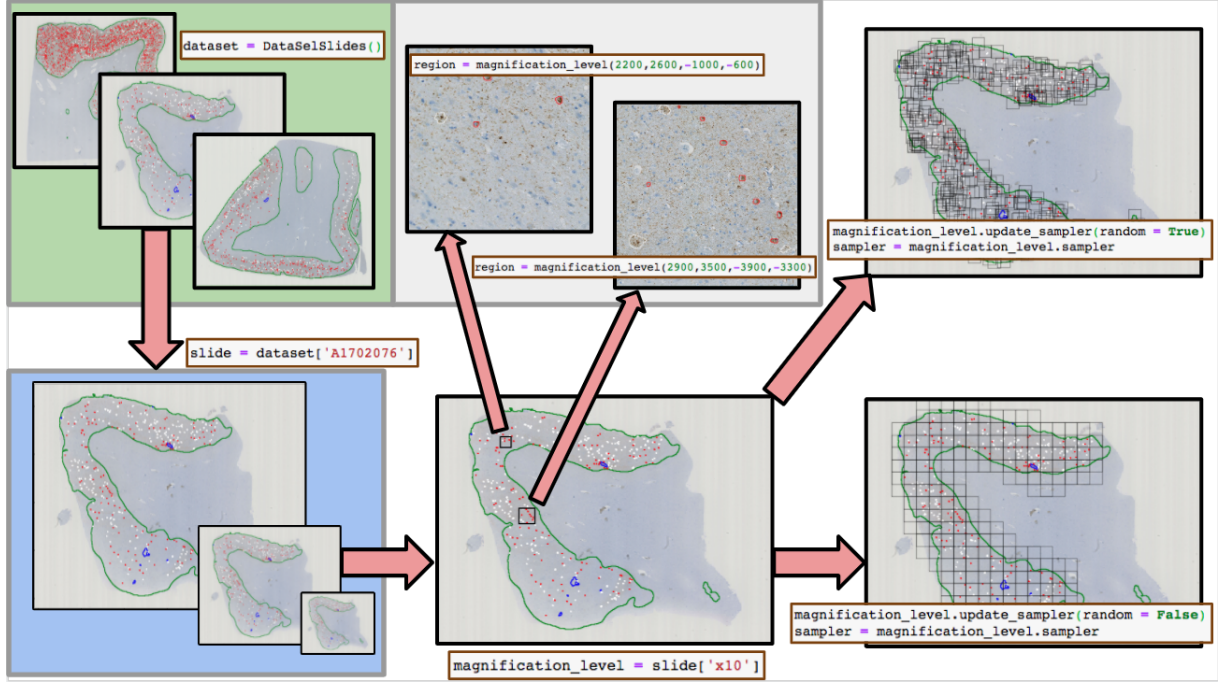 dataset = DataSelSlides()
region = magnification_level(2200,2600,-1000,-600)
region = magnification_level(2900,3500,-3900,-3300)
magnification_level.update_sampler(random = True)
sampler = magnification_level.sampler
slide = dataset['A1702076']
magnification_level = slide['x10']
magnification_level.update_sampler(random = False)
sampler = magnification_level.sampler